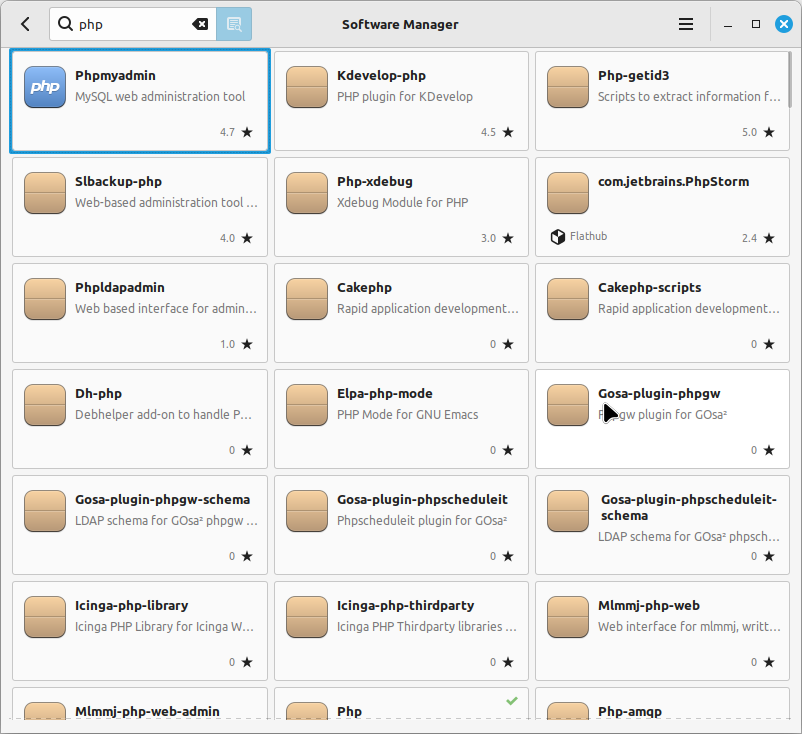 php
Software Manager
php
Phpmyadmin
MySQL web administration tool
4.7 ★
Kdevelop-php
PHP plugin for KDevelop
4.5 ★
Php-getid3
Scripts to extract information f...
5.0 ★
Slbackup-php
Web-based administration tool ...
4.0 ★
Php-xdebug
Xdebug Module for PHP
3.0 ★
com.jetbrains.PhpStorm
Flathub
2.4 ★
Phpldapadmin
Web based interface for admin...
1.0 ★
Cakephp
Rapid application development...
0 ★
Cakephp-scripts
Rapid application development...
0 ★
Dh-php
Debhelper add-on to handle P...
0 ★
Elpa-php-mode
PHP Mode for GNU Emacs
0 ★
Gosa-plugin-phpgw
plugin for GOsa²
0 ★
Gosa-plugin-phpgw-schema
LDAP schema for GOsa² phpgw ...
0 ★
Gosa-plugin-phpscheduleit
Phpscheduleit plugin for GOsa²
0 ★
Gosa-plugin-phpscheduleit-
schema
LDAP schema for GOsa² phpsch...
0 ★
Icinga-php-library
Icinga PHP Library for Icinga W...
0 ★
Icinga-php-thirdparty
Icinga PHP Thirdparty libraries ...
0 ★
Mlmmj-php-web
Web interface for mlmmj, writt...
0 ★
Mlmmj-php-web-admin
Php
Php-amqp